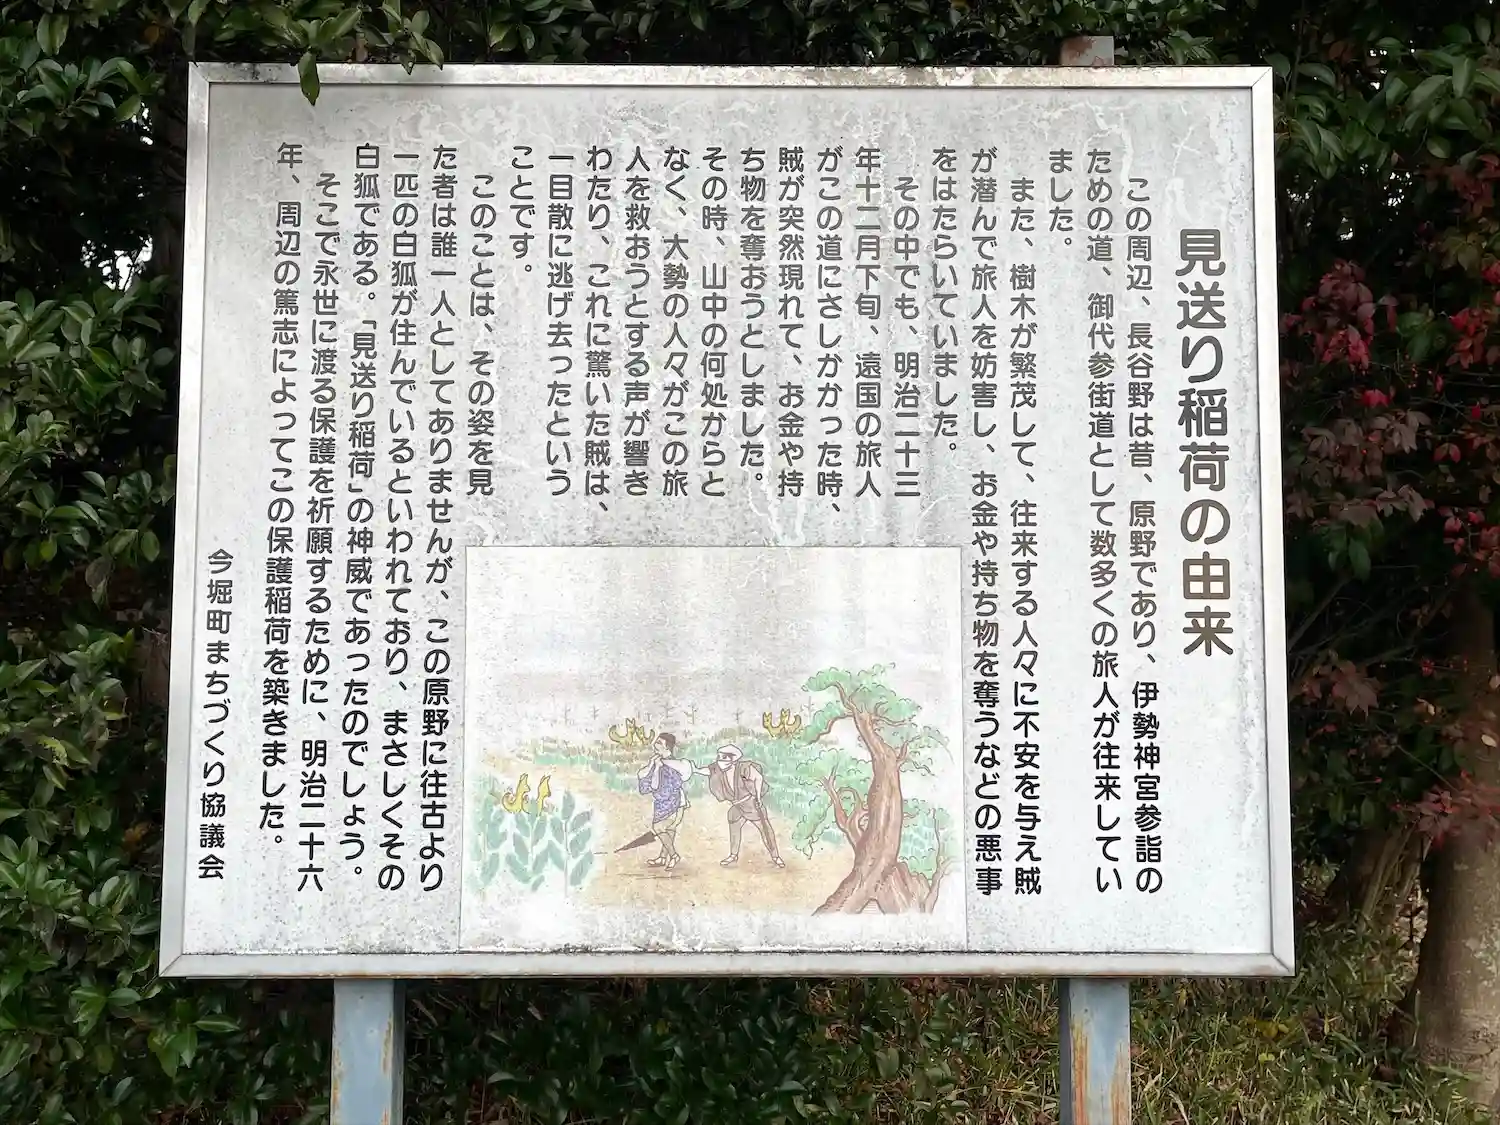 見送り稲荷の由来
この周辺、長谷野は昔、原野であり、伊勢神宮参詣の
ための道、御代参街道として数多くの旅人が往来してい
ました。
また、樹木が繁茂して、往来する人々に不安を与え賊
が潜んで旅人を妨害し、お金や持ち物を奪うなどの悪事
をはたらいていました。
その中でも、明治二十三
年十二月下旬、遠国の旅人
がこの道にさしかかった時、
賊が突然現れて、お金や持
ち物を奪おうとしました。
その時、山中の何処からと
なく、大勢の人々がこの旅
人を救おうとする声が響き
わたり、これに驚いた賊は、
一目散に逃げ去ったという
ことです。
このことは、その姿を見
た者は誰一人としてありませんが、この原野に往古より
一匹の白狐が住んでいるといわれており、まさしくその
白狐である。「見送り稲荷」の神威であったのでしょう。
そこで永世に渡る保護を祈願するために、明治二十六
年、周辺の篤志によってこの保護稲荷を築きました。
今堀町まちづくり協議会